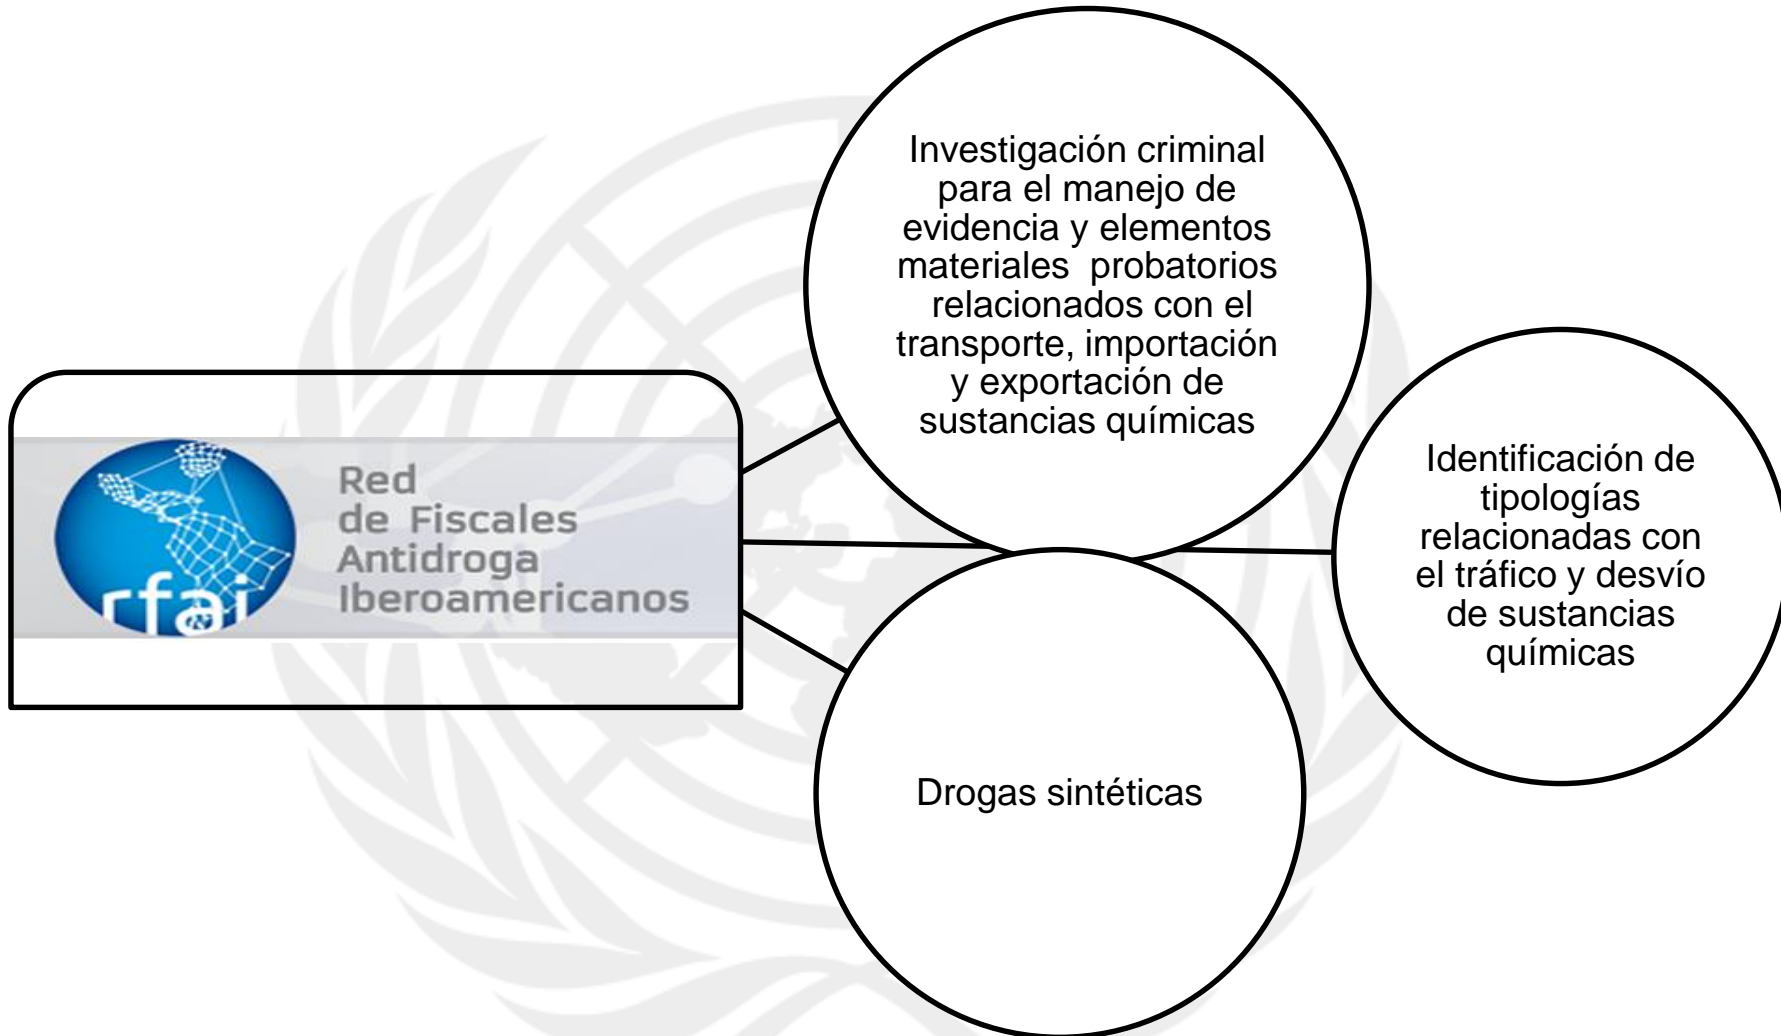 Investigación criminal
para el manejo de
evidencia y elementos
materiales  probatorios
relacionados con el
transporte, importación
y exportación de
sustancias químicas
Red
de Fiscales
Antidroga
Iberoamericanos
rfai
Identificación de
tipologías
relacionadas con
el tráfico y desvío
de sustancias
químicas
Drogas sintéticas